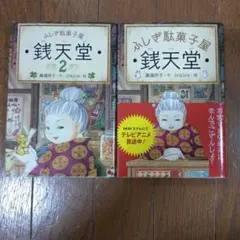 ふしぎ駄菓子屋
銭天堂
2
廣嶋玲子・作 jyajya・絵
ふしぎ駄菓子屋
銭天堂
廣嶋玲子・作 jyajya・絵
テレビアニメ
放送中！